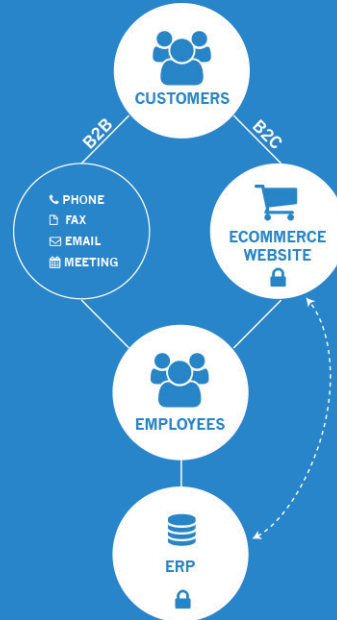 CUSTOMERS
B2B
B2C
PHONE
FAX
EMAIL
MEETING
ECOMMERCE
WEBSITE
EMPLOYEES
ERP